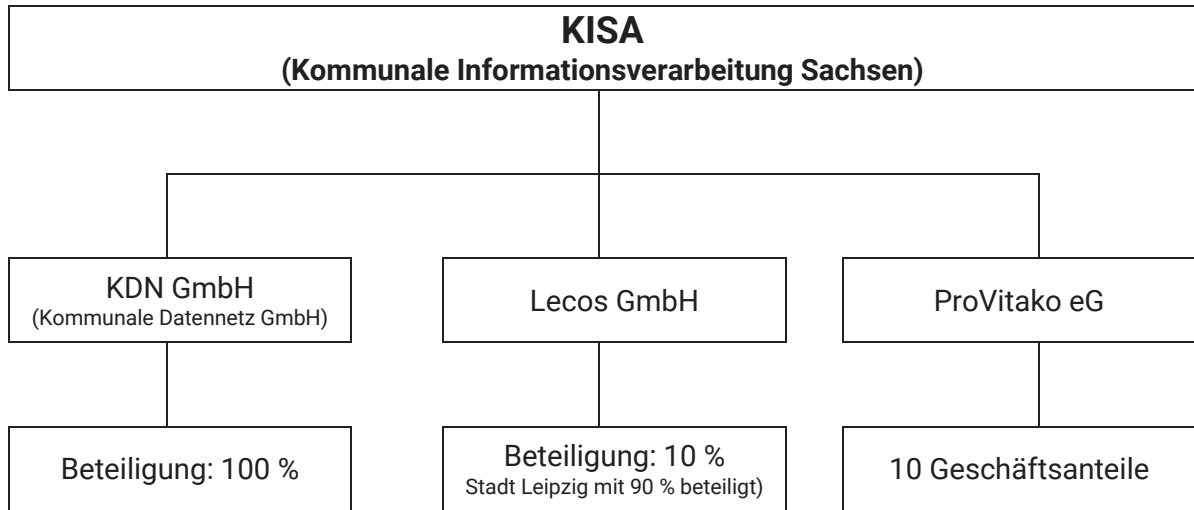 KISA
(Kommunale Informationsverarbeitung Sachsen)
KDN GmbH
(Kommunale Datennetz GmbH)
Lecos GmbH
ProVitako eG
Beteiligung: 100 %
Beteiligung: 10 %
Stadt Leipzig mit 90 % beteiligt)
10 Geschäftsanteile